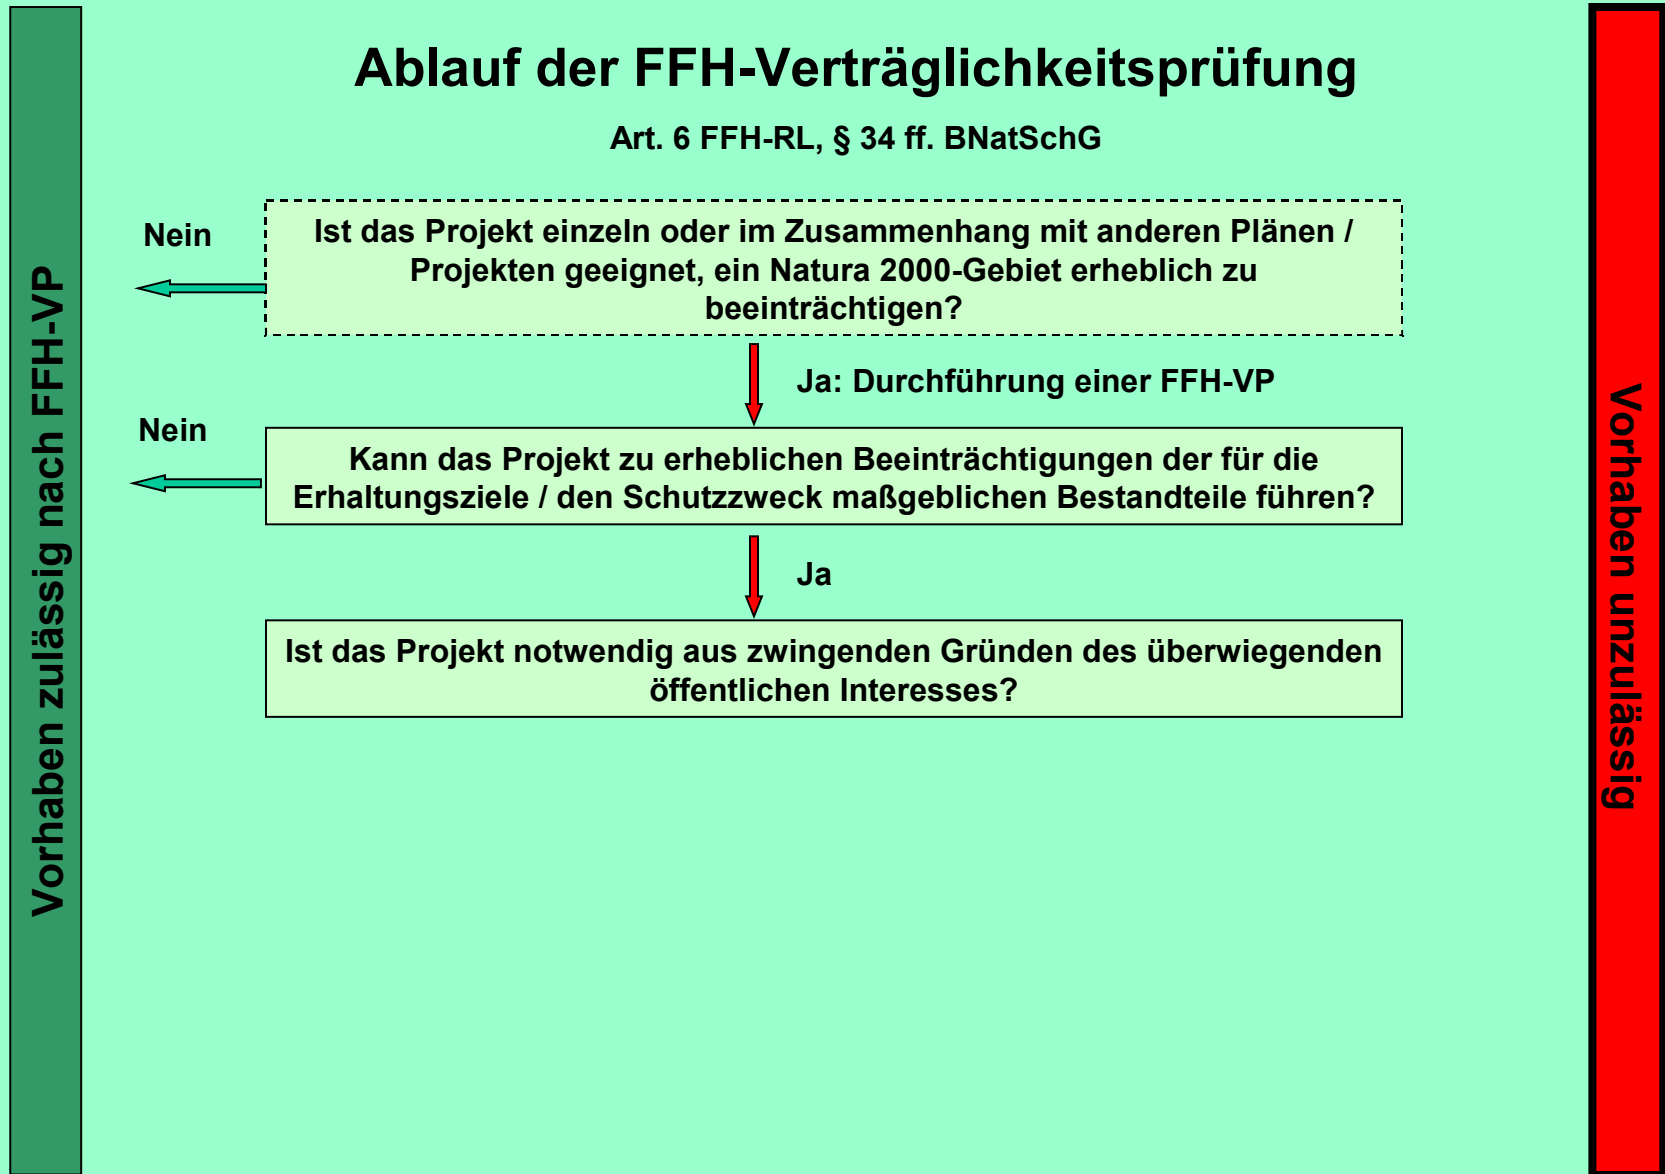 Ablauf der FFH-Verträglichkeitsprüfung
Art. 6 FFH-RL, § 34 ff. BNatSchG
Vorhaben zulässig nach FFH-VP
Nein
Ist das Projekt einzeln oder im Zusammenhang mit anderen Plänen /
Projekten geeignet, ein Natura 2000-Gebiet erheblich zu
beeinträchtigen?
Ja: Durchführung einer FFH-VP
Nein
Kann das Projekt zu erheblichen Beeinträchtigungen der für die
Erhaltungsziele / den Schutzzweck maßgeblichen Bestandteile führen?
Ja
Ist das Projekt notwendig aus zwingenden Gründen des überwiegenden
öffentlichen Interesses?
Vorhaben unzulässig